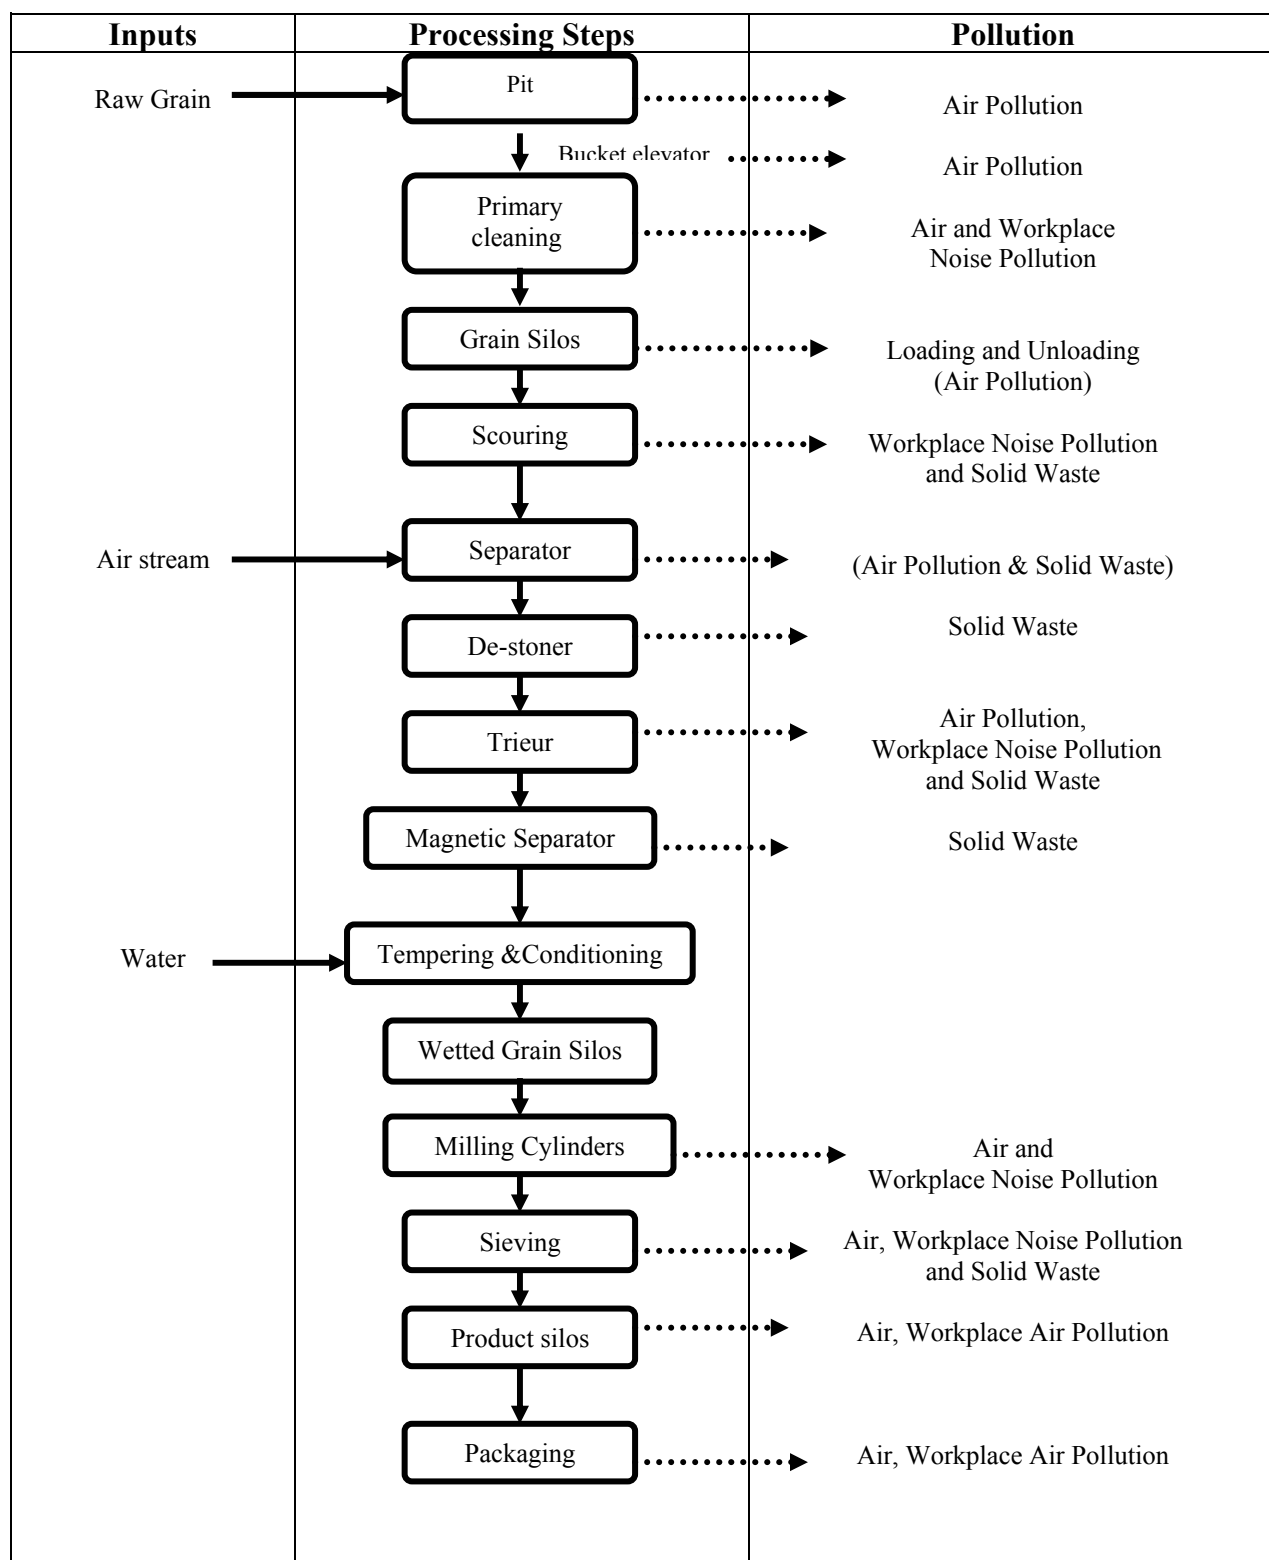 Inputs
Processing Steps
Pollution
Pit
Raw Grain
Air Pollution
Bucket elevator
Air Pollution
Primary
cleaning
Air and Workplace
Noise Pollution
Grain Silos
Loading and Unloading
(Air Pollution)
Scouring
Workplace Noise Pollution
and Solid Waste
Air stream
Separator
(Air Pollution & Solid Waste)
De-stoner
Solid Waste
Trieur
Air Pollution,
Workplace Noise Pollution
and Solid Waste
Magnetic Separator
Solid Waste
Water
Tempering &Conditioning
Wetted Grain Silos
Milling Cylinders
Air and
Workplace Noise Pollution
Sieving
Air, Workplace Noise Pollution
and Solid Waste
Product silos
Air, Workplace Air Pollution
Packaging
Air, Workplace Air Pollution